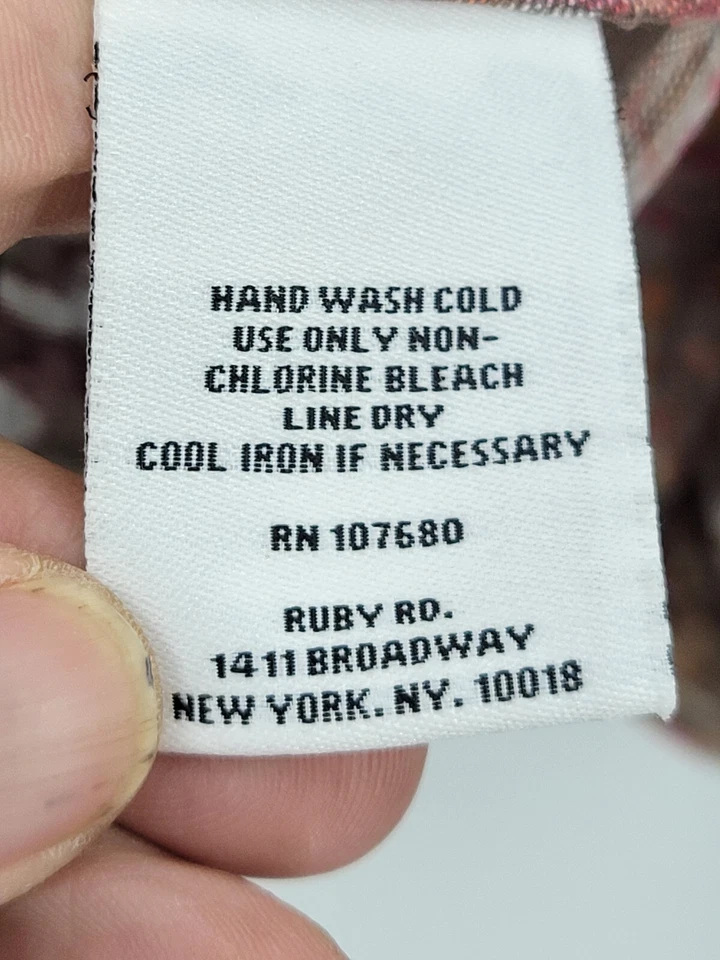 HAND WASH COLD
USE ONLY NON-
CHLORINE BLEACH
LINE DRY
COOL IRON IF NECESSARY
RN 107680
RUBY RD.
1411 BROADWAY
NEW YORK. NY. 10018